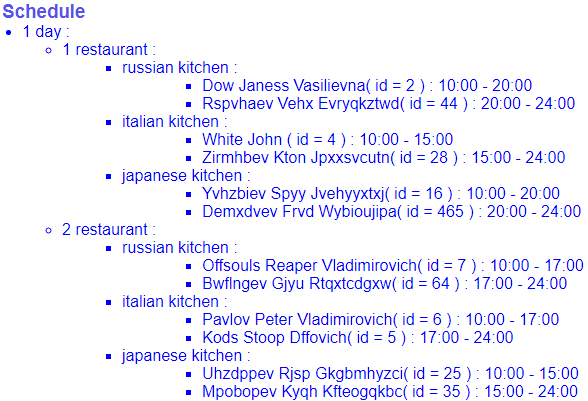 Schedule
1 day :
1 restaurant :
russian kitchen :
Dow Janess Vasilievna( id = 2 ) : 10:00 - 20:00
Rspvhaev Vehx Evryqkztwd( id = 44 ) : 20:00 - 24:00
italian kitchen :
White John ( id = 4 ) : 10:00 - 15:00
Zirmhbev Kton Jpxxsvcutn( id = 28 ) : 15:00 - 24:00
japanese kitchen :
Yvhzbiev Spyy Jvehyyxtxj( id = 16 ) : 10:00 - 20:00
Demxdvev Frvd Wybioujipa( id = 465 ) : 20:00 - 24:00
2 restaurant :
russian kitchen :
Offsouls Reaper Vladimirovich( id = 7 ) : 10:00 - 17:00
Bwflngev Gjyu Rtqxtcdgxw( id = 64 ) : 17:00 - 24:00
italian kitchen :
Pavlov Peter Vladimirovich( id = 6 ) : 10:00 - 17:00
Kods Stoop Dffovich( id = 5 ) : 17:00 - 24:00
japanese kitchen :
Uhzdppev Rjsp Gkgbmhyzci( id = 25 ) : 10:00 - 15:00
Mpobopev Kyqh Kfteogqkbc( id = 35 ) : 15:00 - 24:00